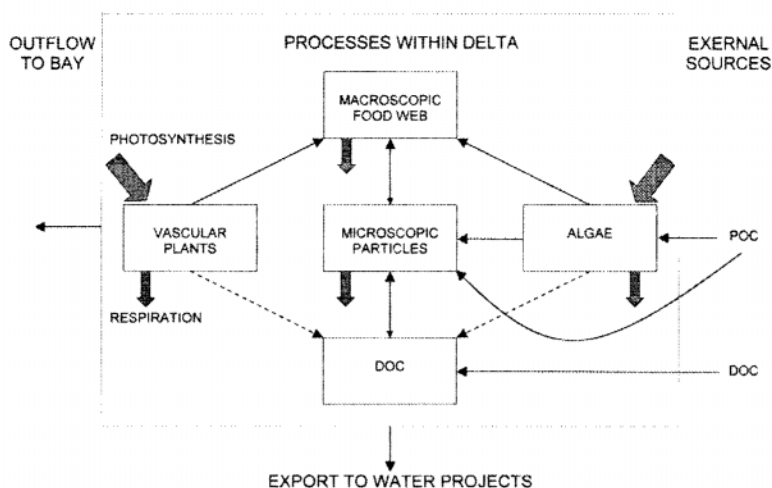 OUTFLOW
TO BAY
PROCESSES WITHIN DELTA
EXERNAL
SOURCES
MACROSCOPIC
FOOD WEB
PHOTOSYNTHESIS
VASCULAR
PLANTS
MICROSCOPIC
PARTICLES
ALGAE
POC
RESPIRATION
DOC
DOC
EXPORT TO WATER PROJECTS